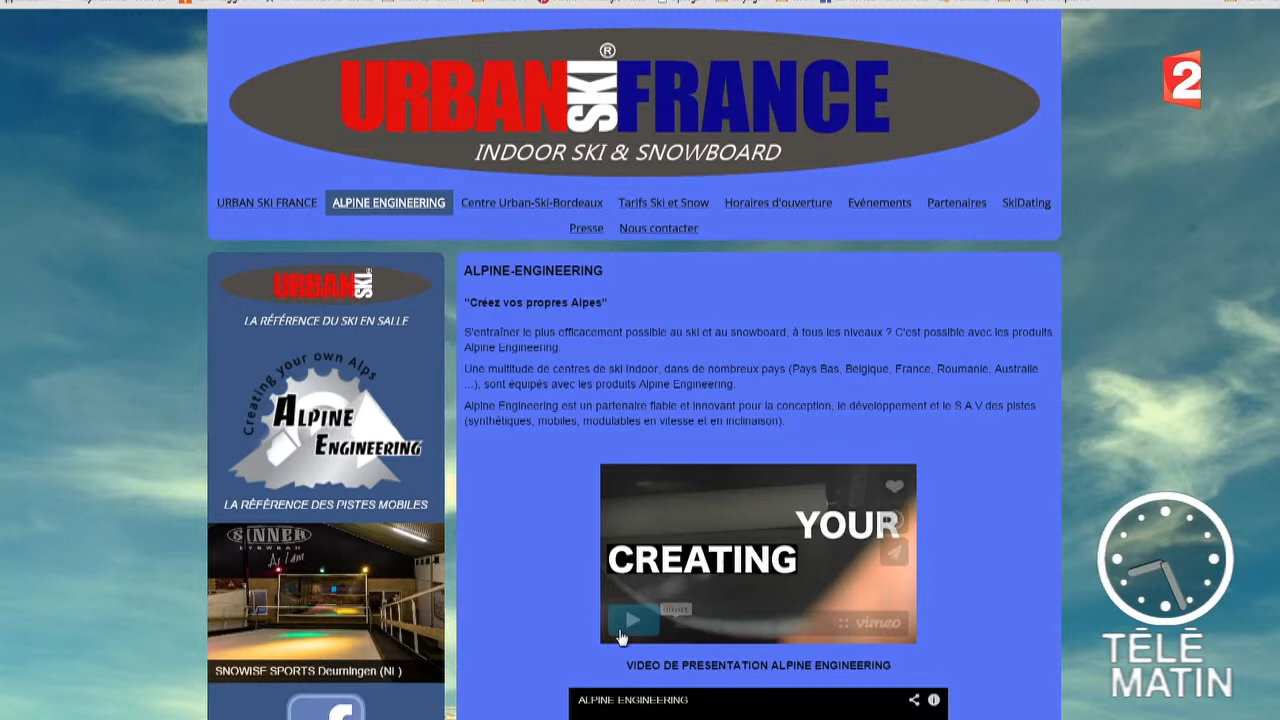 URBAN SKI® FRANCE
INDOOR SKI & SNOWBOARD
2
URBAN SKI FRANCE ALPINE ENGINEERING Centre Urban-Ski-Bordeaux Tarifs Ski et Snow Horaires d'ouverture Evénements Partenaires SkiDating
Presse Nous contacter
URBAN SKI®
LA RÉFÉRENCE DU SKI EN SALLE
Creating your own Alps
ALPINE
ENGINEERING
LA RÉFÉRENCE DES PISTES MOBILES
SINNER
EYEWEAR
As I am
SNOWISE SPORTS Deurningen (NL)
f
ALPINE-ENGINEERING
"Créez vos propres Alpes"
S'entraîner le plus efficacement possible au ski et au snowboard, à tous les niveaux ? C'est possible avec les produits
Alpine Engineering.
Une multitude de centres de ski indoor, dans de nombreux pays (Pays Bas, Belgique, France, Roumanie, Australie
...), sont équipés avec les produits Alpine Engineering.
Alpine Engineering est un partenaire fiable et innovant pour la conception, le développement et le S.A.V des pistes
(synthétiques, mobiles, modulables en vitesse et en inclinaison).
YOUR
CREATING
vimeo
VIDEO DE PRESENTATION ALPINE ENGINEERING
ALPINE ENGINEERING
TÉLÉ
MATIN